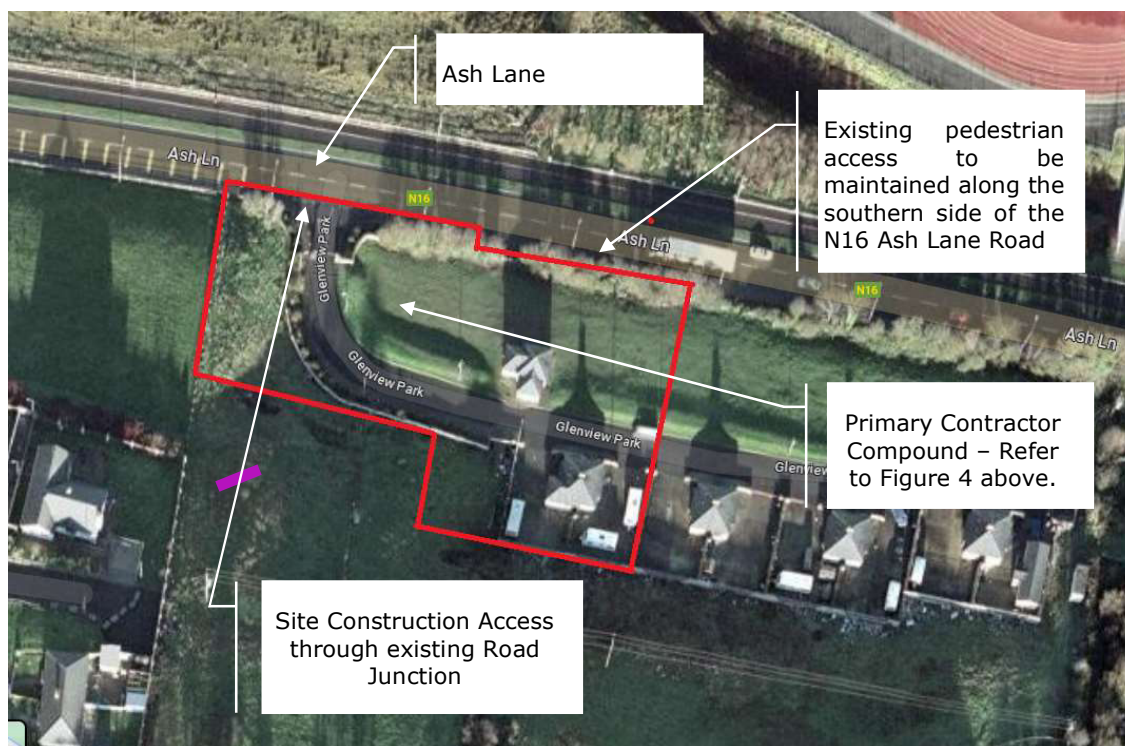 Ash Lane
Existing pedestrian
access to be
maintained along the
southern side of the
N16 Ash Lane Road
Ash Ln
N16
Ash Ln
N16
Ash Ln
Glenview Park
Glenview Park
Glenview Park
Glenview
Primary Contractor
Compound – Refer
to Figure 4 above.
Site Construction Access
through existing Road
Junction